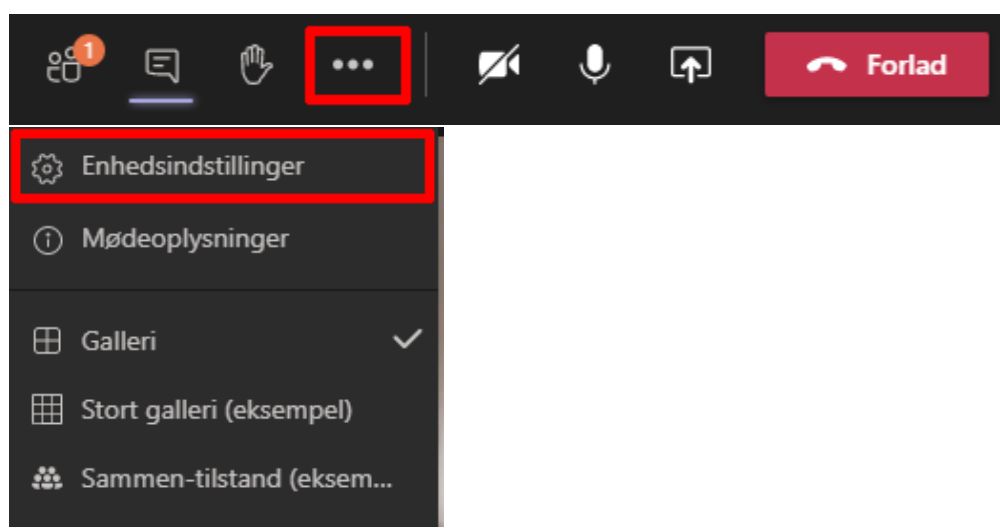 1
Forlad
Enhedsindstillinger
Mødeoplysninger
Galleri
Stort galleri (eksempel)
Sammen-tilstand (eksem...